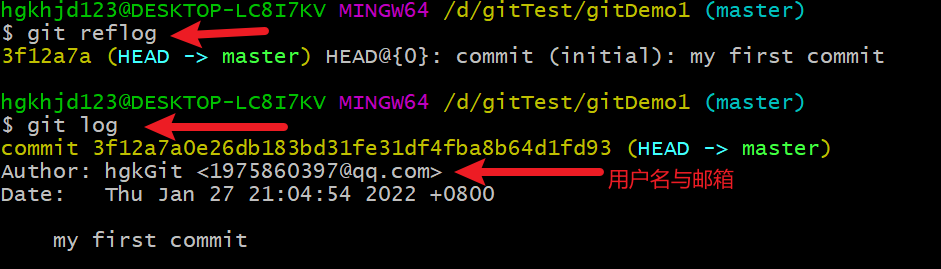 hgkhjd123@DESKTOP-LC8I7KV MINGW64 /d/gitTest/gitDemo1 (master)
$ git reflog
3f12a7a (HEAD -> master) HEAD@{0}: commit (initial): my first commit
hgkhjd123@DESKTOP-LC8I7KV MINGW64 /d/gitTest/gitDemo1 (master)
$ git log
commit 3f12a7a0e26db183bd31fe31df4fba8b64d1fd93 (HEAD -> master)
Author: hgkGit <1975860397@qq.com> 用户名与邮箱
Date:   Thu Jan 27 21:04:54 2022 +0800
my first commit